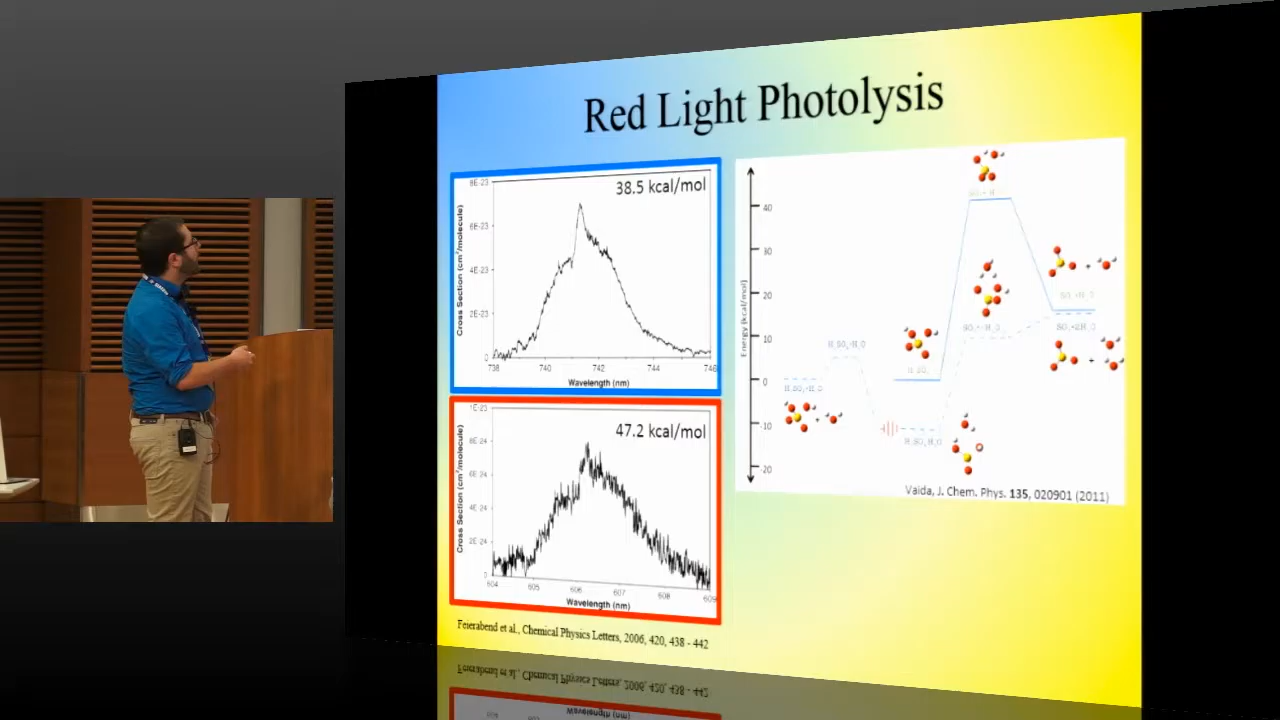 Red Light Photolysis
38.5 kcal/mol
8E-23
6E-23
4E-23
2E-23
0
Cross Section (cm²/molecule)
738 740 742 744 746
Wavelength (nm)
47.2 kcal/mol
1E-23
8E-24
6E-24
4E-24
2E-24
0
Cross Section (cm²/molecule)
604 605 606 607 608 609
Wavelength (nm)
Feierabend et al., Chemical Physics Letters, 2006, 420, 438 - 442
Energy (kcal/mol)
40
30
20
10
0
-10
-20
+
+
+
Vaida, J. Chem. Phys. 135, 020901 (2011)